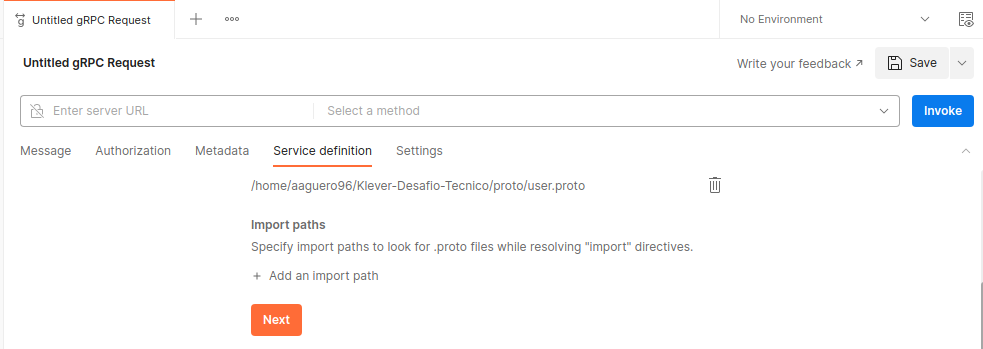 Untitled gRPC Request
No Environment
Untitled gRPC Request
Write your feedback ↗
Save
Enter server URL
Select a method
Invoke
Message Authorization Metadata Service definition Settings
/home/aaguero96/Klever-Desafio-Tecnico/proto/user.proto
Import paths
Specify import paths to look for .proto files while resolving "import" directives.
+ Add an import path
Next